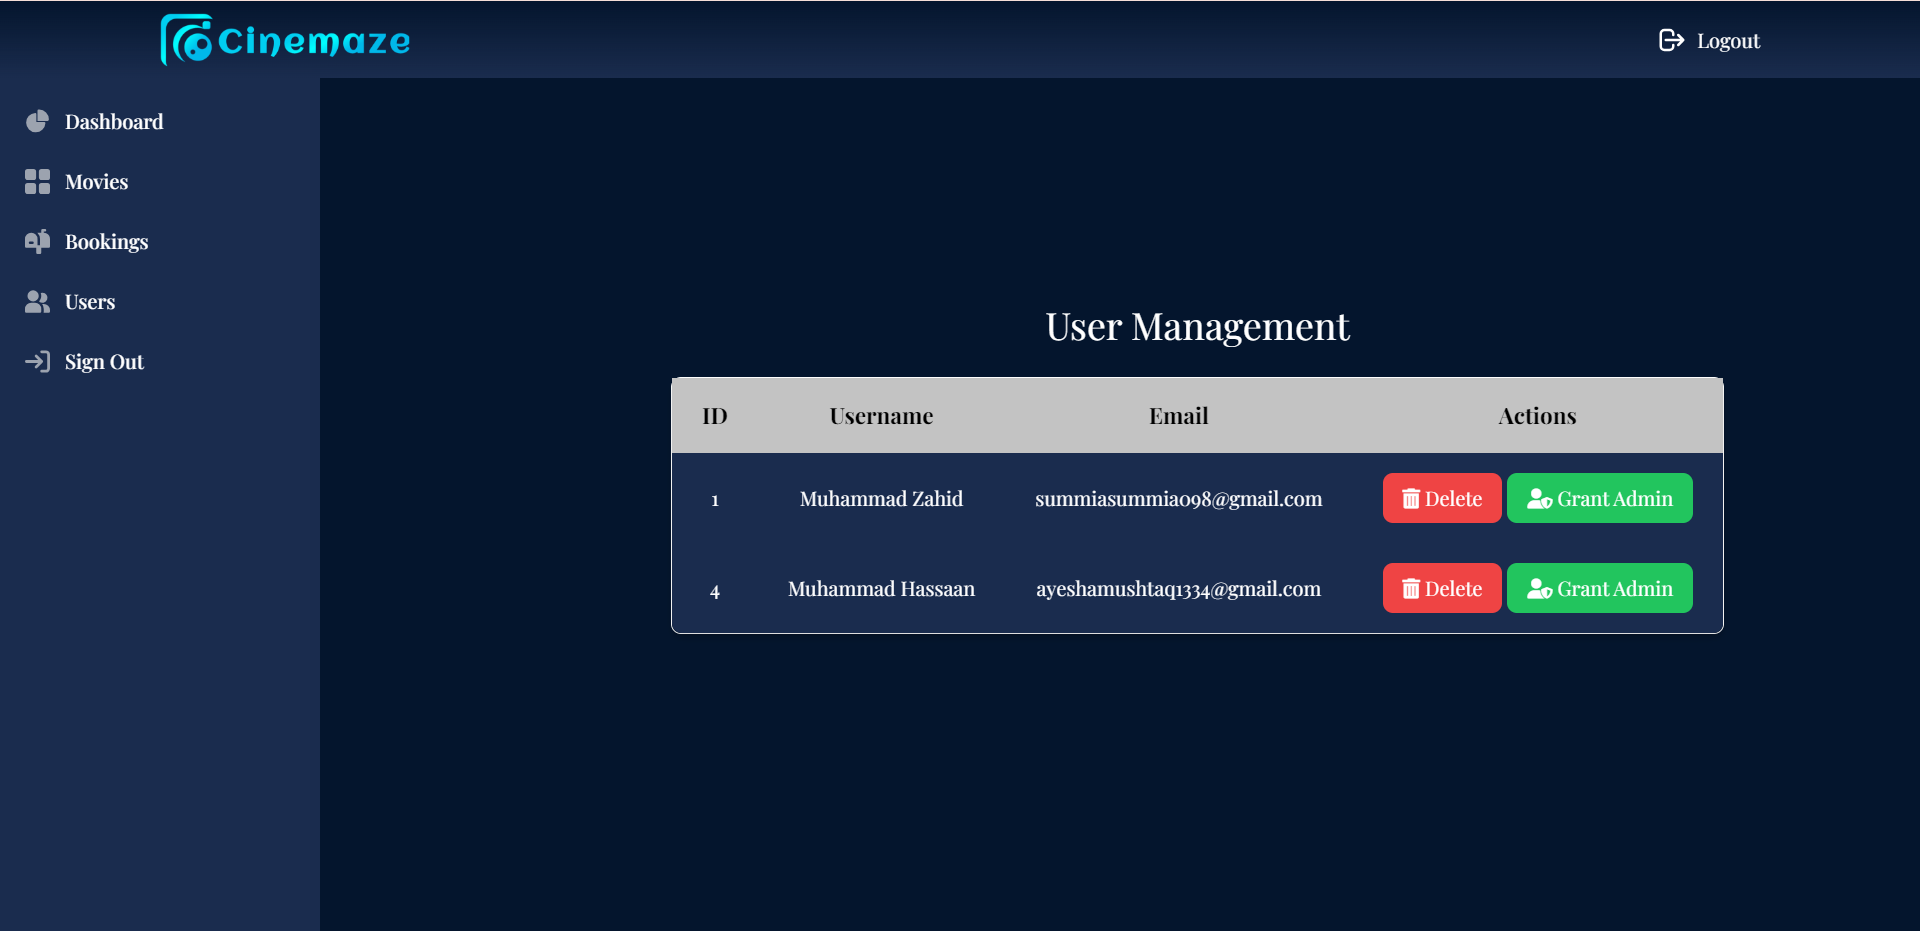 Cinemaze
Logout
Dashboard
Movies
Bookings
Users
Sign Out
User Management
ID Username Email Actions
1 Muhammad Zahid summiasummia098@gmail.com Delete Grant Admin
4 Muhammad Hassaan ayeshamushtaq1334@gmail.com Delete Grant Admin